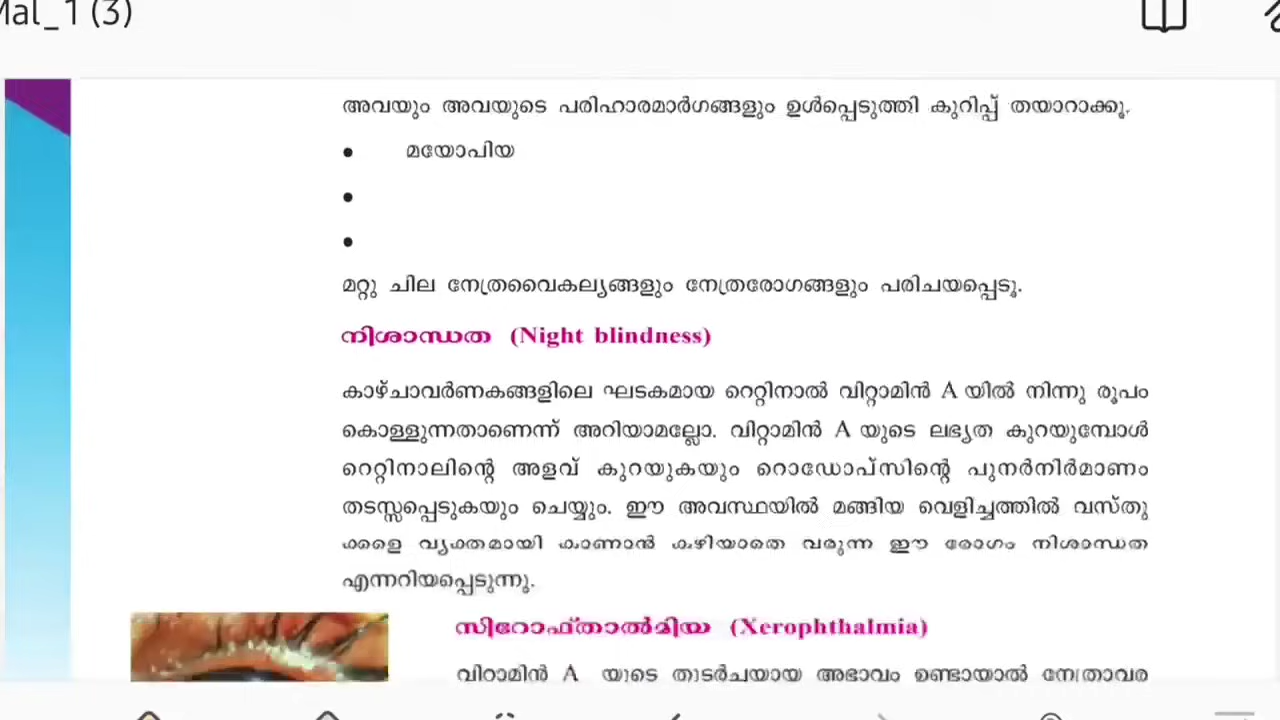 Mal_1 (3)
അവയും അവയുടെ പരിഹാരമാർഗങ്ങളും ഉൾപ്പെടുത്തി കുറിപ്പ് തയാറാക്കൂ.
• മയോപിയ
•
•
മറ്റു ചില നേത്രവൈകല്യങ്ങളും നേത്രരോഗങ്ങളും പരിചയപ്പെടൂ.
നിശാന്ധത (Night blindness)
കാഴ്ചാവർണകങ്ങളിലെ ഘടകമായ റെറ്റിനാൽ വിറ്റാമിൻ A യിൽ നിന്നു രൂപം
കൊള്ളുന്നതാണെന്ന് അറിയാമല്ലോ. വിറ്റാമിൻ A യുടെ ലഭ്യത കുറയുമ്പോൾ
റെറ്റിനാലിന്റെ അളവ് കുറയുകയും റൊഡോപ്സിന്റെ പുനർനിർമാണം
തടസ്സപ്പെടുകയും ചെയ്യും. ഈ അവസ്ഥയിൽ മങ്ങിയ വെളിച്ചത്തിൽ വസ്തു
ക്കളെ വ്യക്തമായി കാണാൻ കഴിയാതെ വരുന്ന ഈ രോഗം നിശാന്ധത
എന്നറിയപ്പെടുന്നു.
സിറോഫ്താൽമിയ (Xerophthalmia)
വിറ്റാമിൻ A യുടെ തുടർച്ചയായ അഭാവം ഉണ്ടായാൽ നേത്രാവര